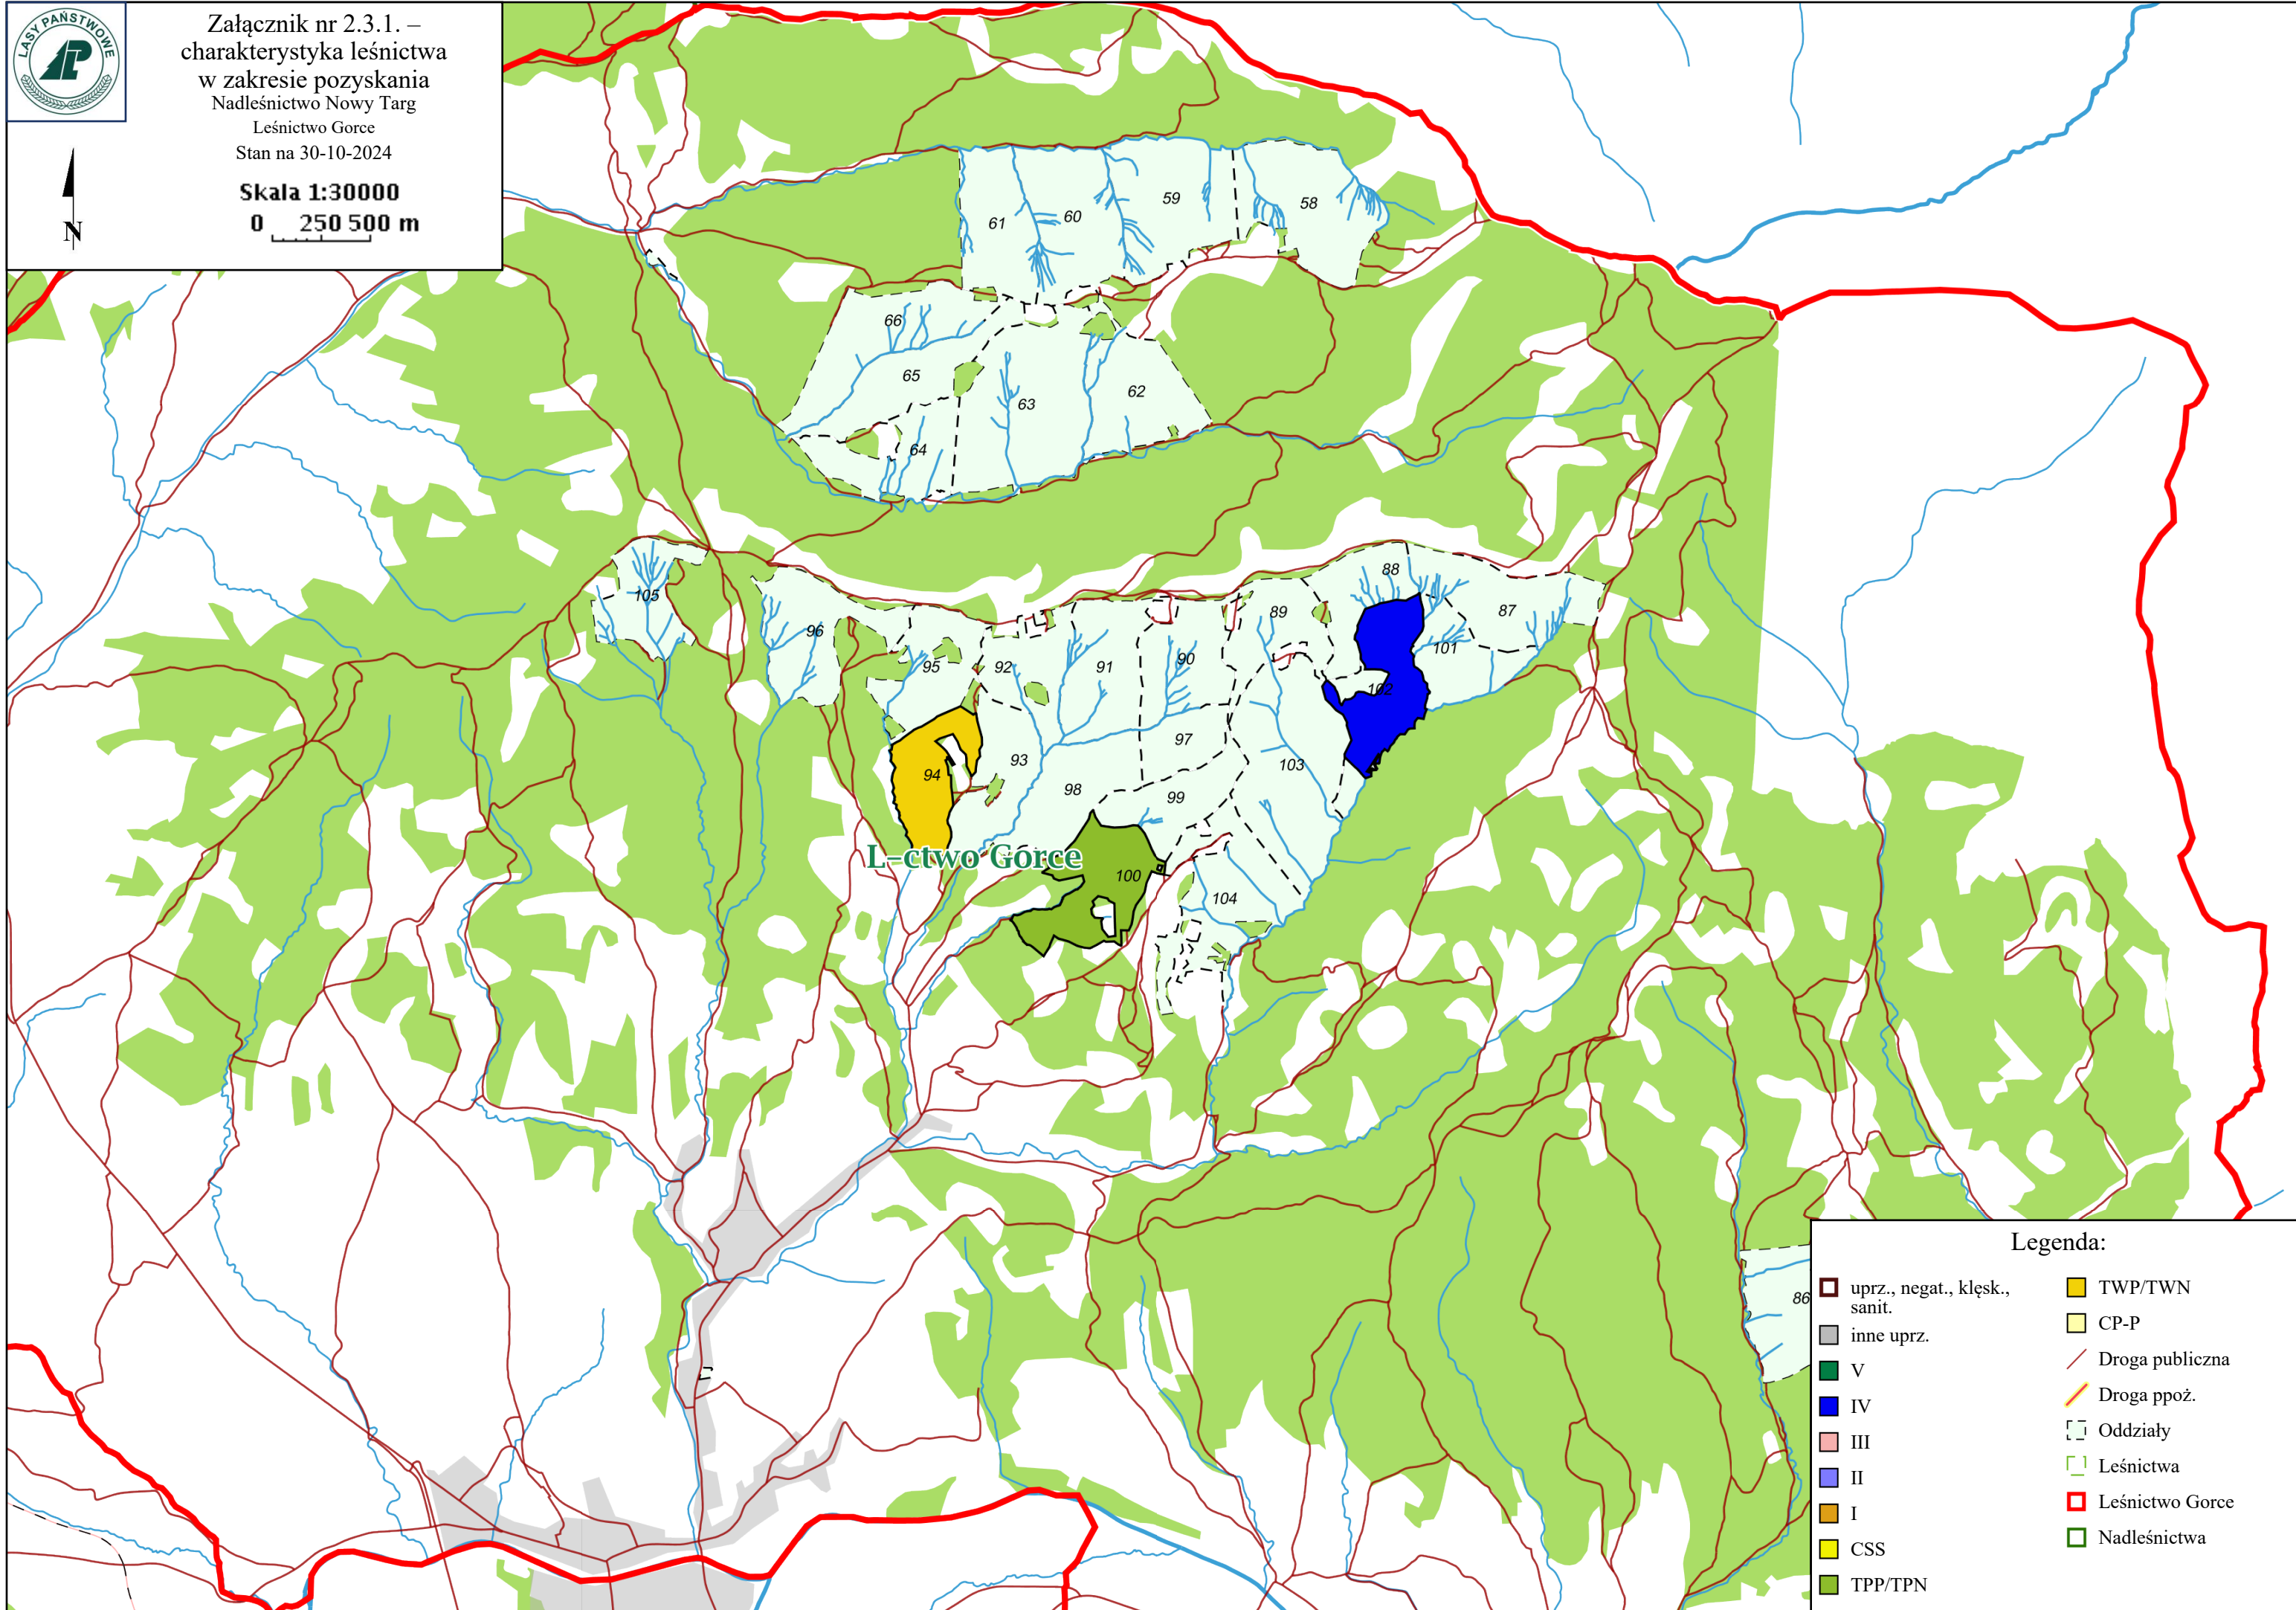 LASY PAŃSTWOWE
Załącznik nr 2.3.1. –
charakterystyka leśnictwa
w zakresie pozyskania
Nadleśnictwo Nowy Targ
Leśnictwo Gorce
Stan na 30-10-2024
Skala 1:30000
0 250 500 m
N
59
58
61
60
66
65
62
63
64
88
105
87
89
96
101
90
95
92
91
102
97
93
103
94
98
99
L-ctwo Gorce
100
104
86
Legenda:
uprz., negat., klęsk.,
sanit.
inne uprz.
V
IV
III
II
I
CSS
TPP/TPN
TWP/TWN
CP-P
Droga publiczna
Droga ppoż.
Oddziały
Leśnictwa
Leśnictwo Gorce
Nadleśnictwa